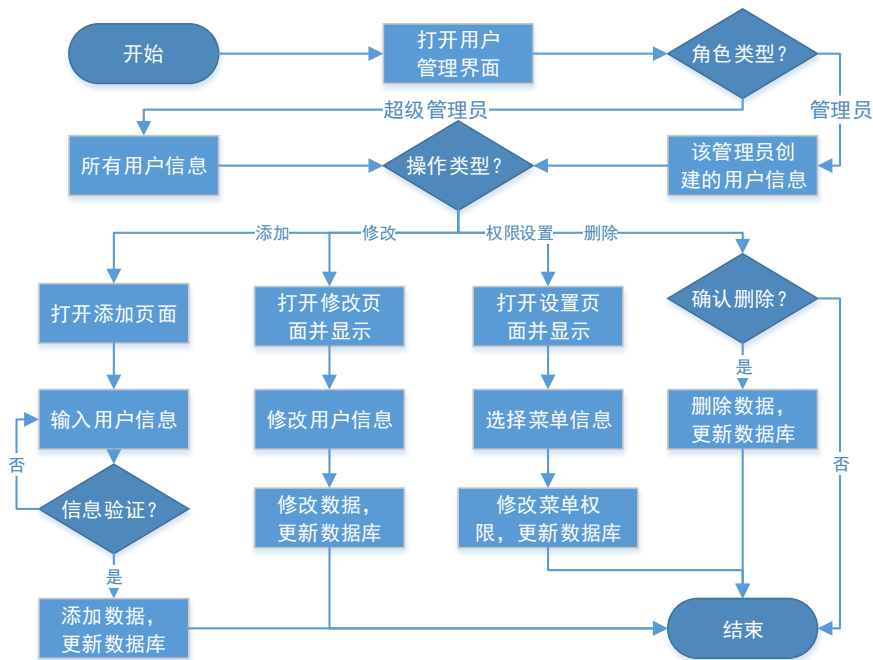 开始
打开用户
管理界面
角色类型？
超级管理员
管理员
所有用户信息
操作类型？
该管理员创
建的用户信息
添加
修改
权限设置
删除
打开添加页面
打开修改页
面并显示
打开设置页
面并显示
确认删除？
是
输入用户信息
修改用户信息
选择菜单信息
删除数据，
更新数据库
否
否
信息验证？
修改数据，
更新数据库
修改菜单权
限，更新数据库
是
添加数据，
更新数据库
结束